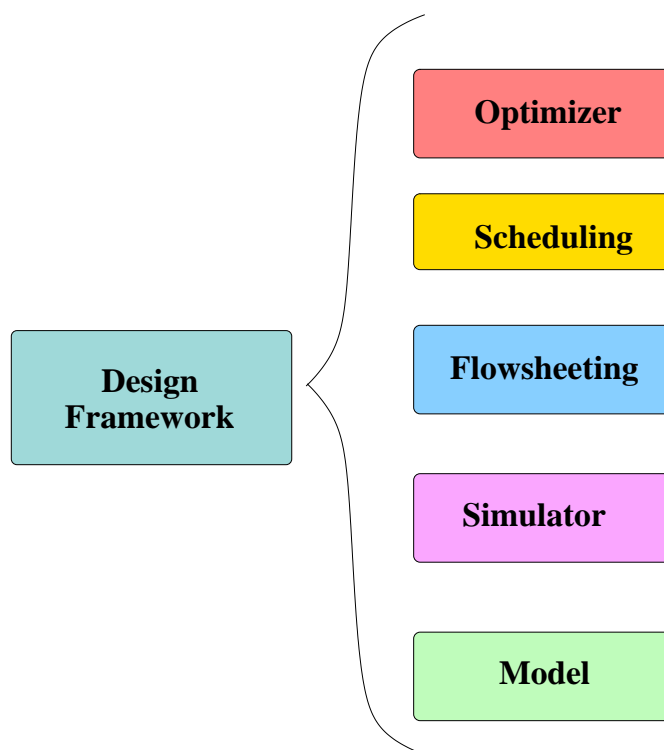 Optimizer
Scheduling
Design
Framework
Flowsheeting
Simulator
Model